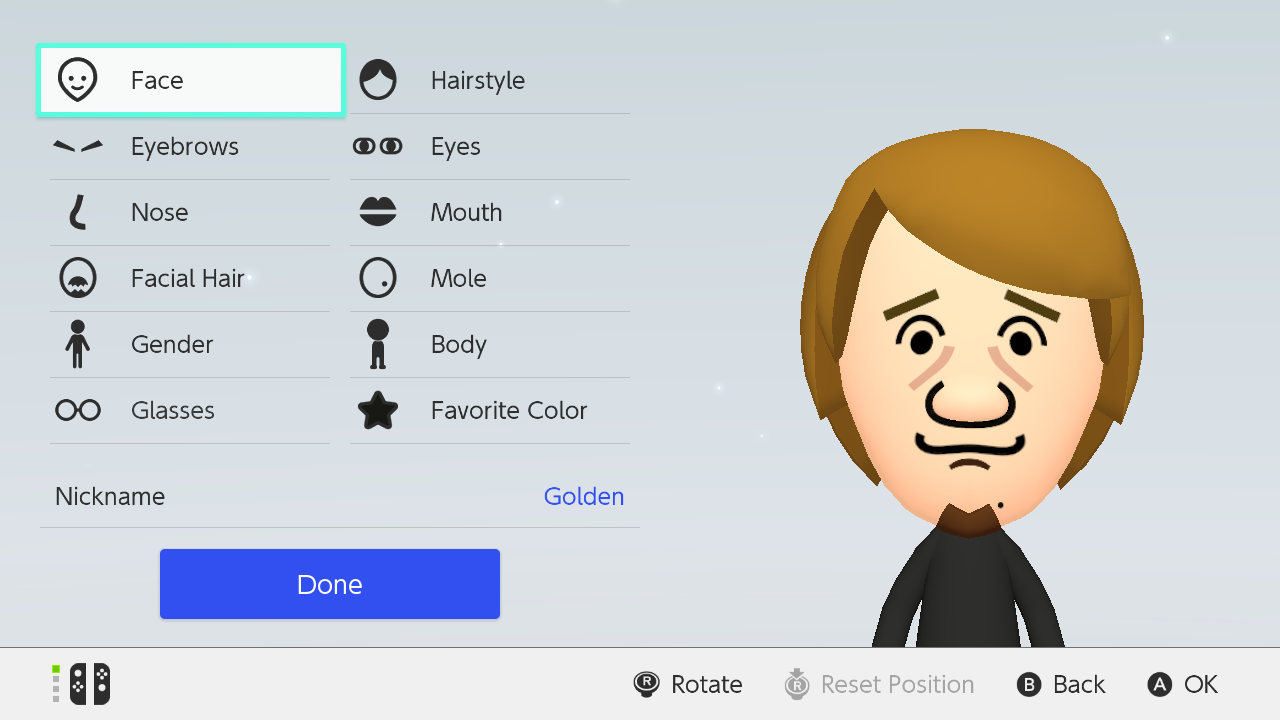 Face
Hairstyle
Eyebrows
Eyes
Nose
Mouth
Facial Hair
Mole
Gender
Body
Glasses
Favorite Color
Nickname
Golden
Done
R Rotate
R Reset Position
B Back
A OK